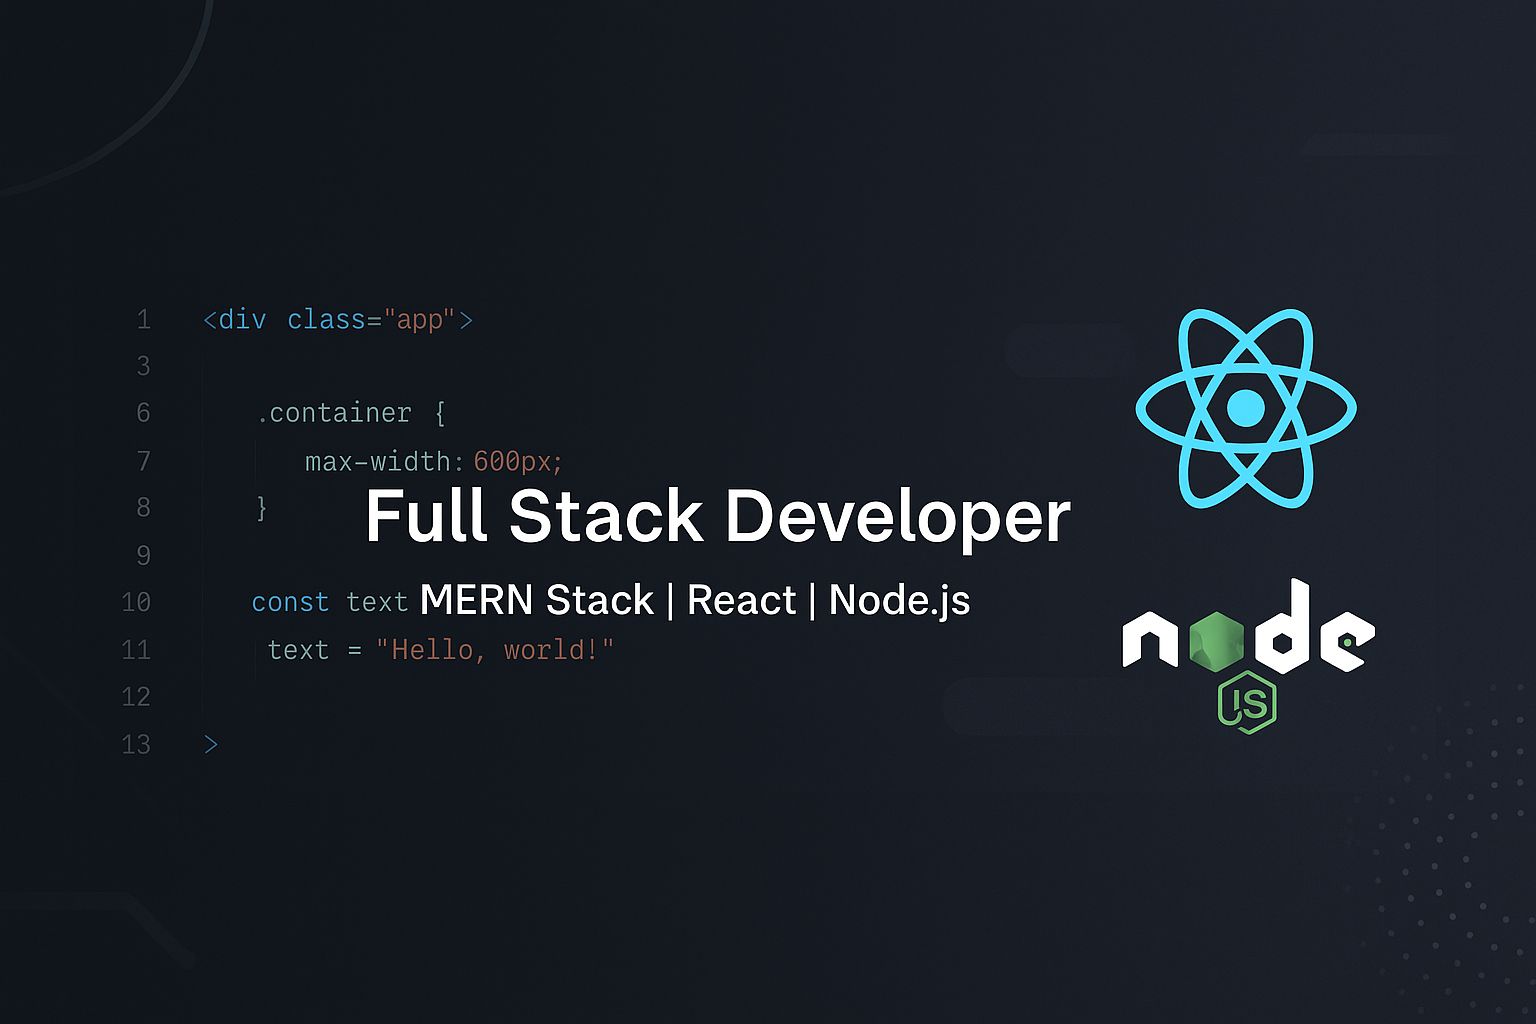 1 <div class="app">
3
6 .container {
7 max-width: 600px;
8 }
Full Stack Developer
9
10 const text
MERN Stack | React | Node.js
11 text = "Hello, world!"
12
13 >
node
JS